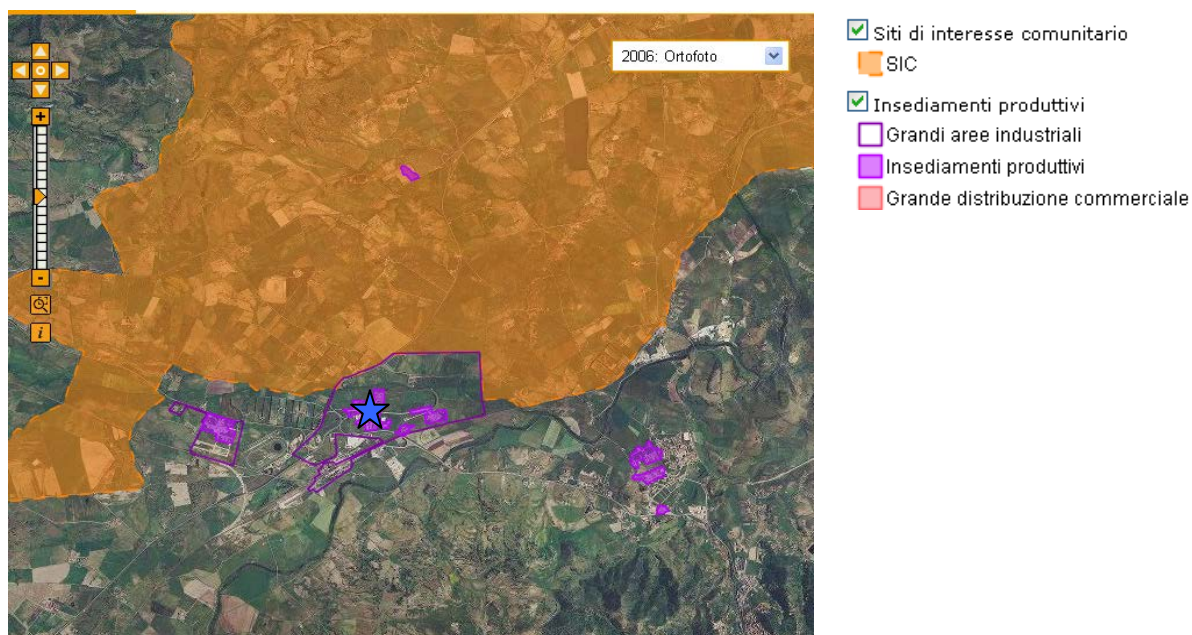 2006: Ortofoto
+
-
i
Siti di interesse comunitario
SIC
Insediamenti produttivi
Grandi aree industriali
Insediamenti produttivi
Grande distribuzione commerciale